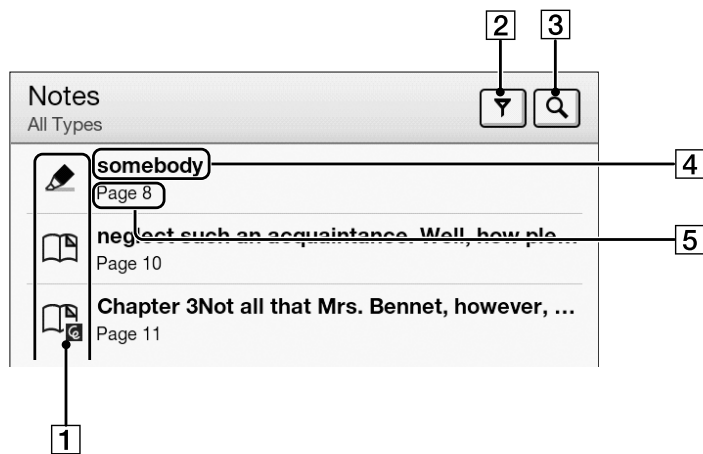 2 3
Notes
All Types
somebody
4
Page 8
neglect such an acquaintance. Well, how ple...
5
Page 10
Chapter 3Not all that Mrs. Bennet, however, ...
Page 11
1